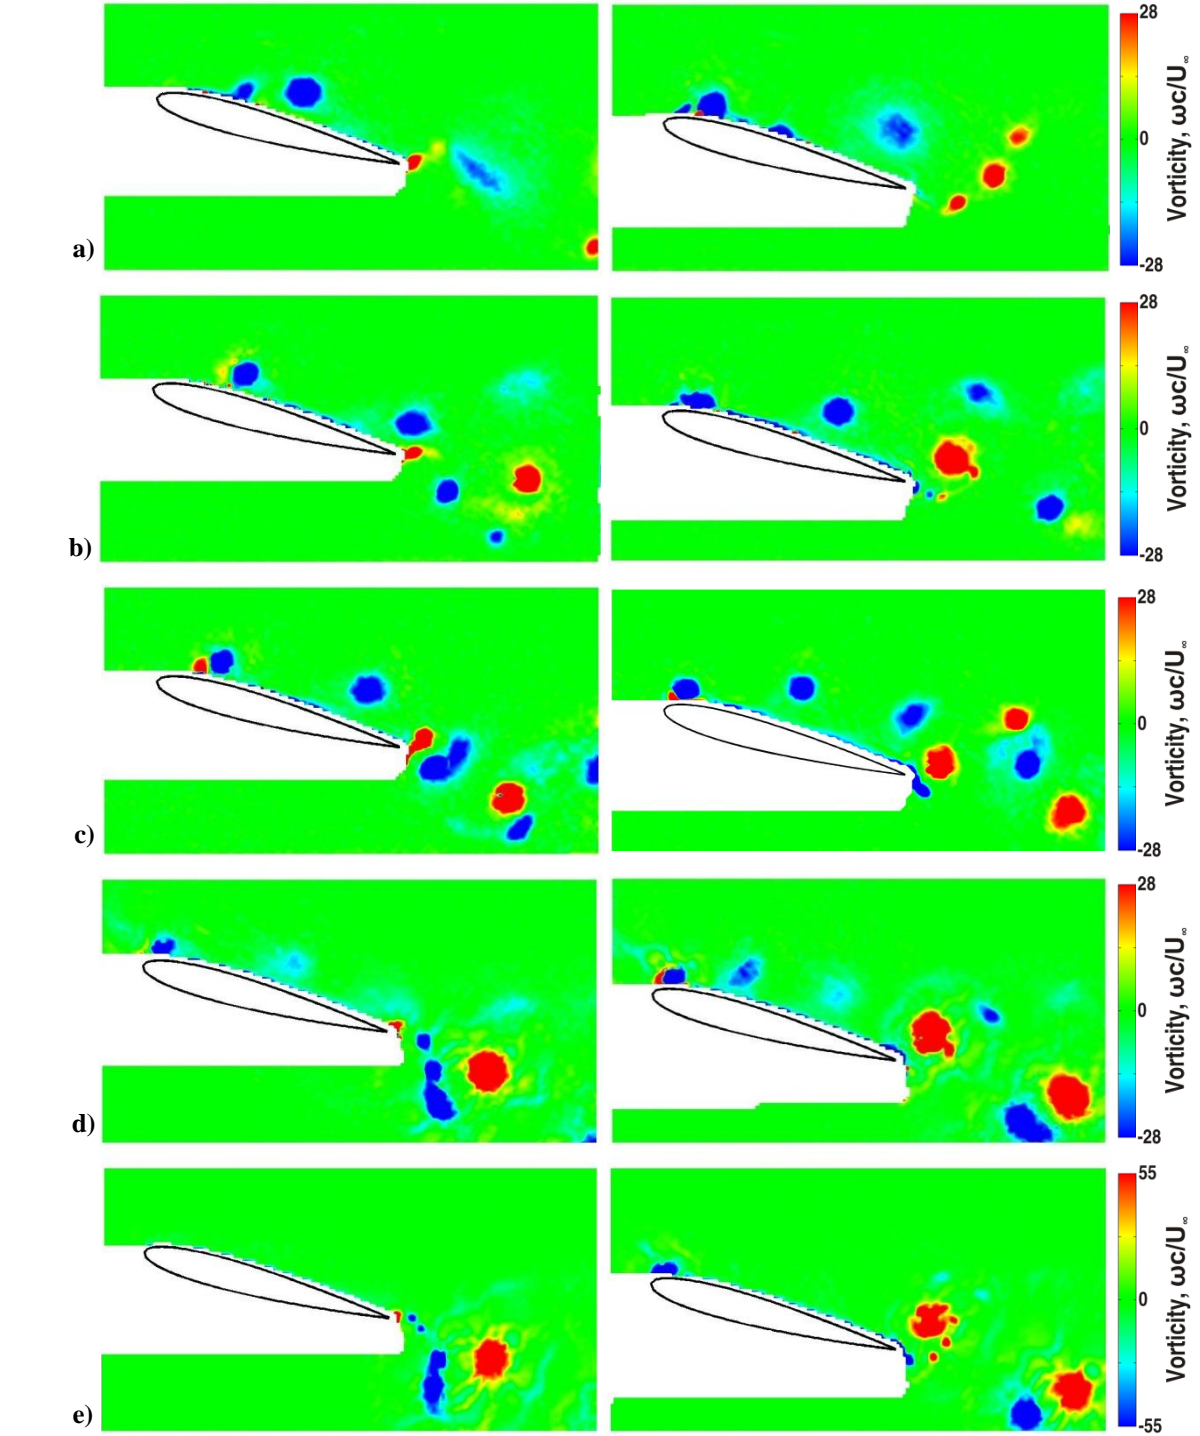 28
0
-28
Vorticity, ωc/U∞
a)
28
0
-28
Vorticity, ωc/U∞
b)
28
0
-28
Vorticity, ωc/U∞
c)
28
0
-28
Vorticity, ωc/U∞
d)
55
0
-55
Vorticity, ωc/U∞
e)